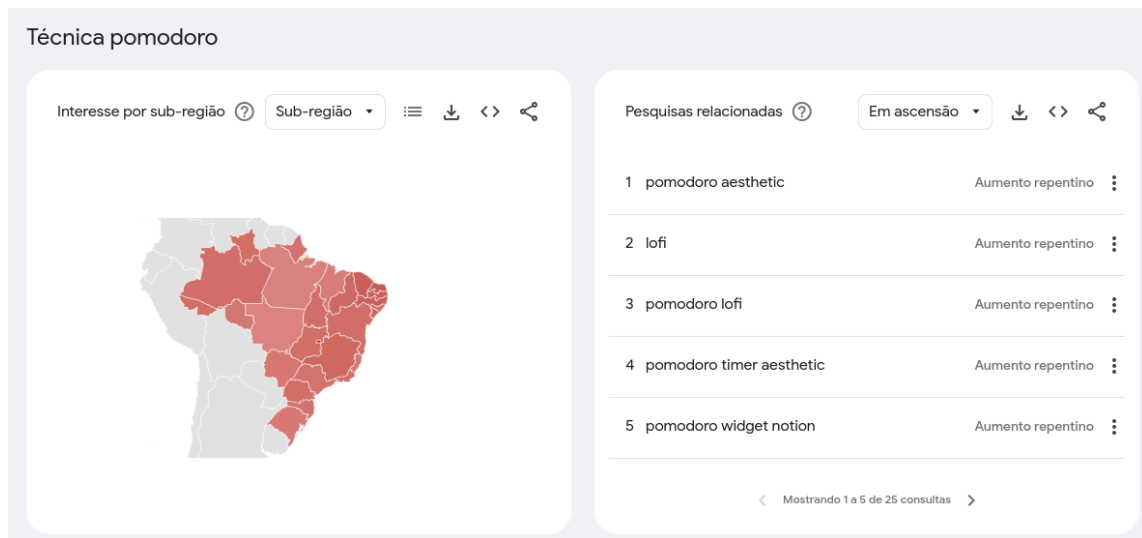 Técnica pomodoro
Interesse por sub-região
Sub-região
Pesquisas relacionadas
Em ascensão
1 pomodoro aesthetic Aumento repentino
2 lofi Aumento repentino
3 pomodoro lofi Aumento repentino
4 pomodoro timer aesthetic Aumento repentino
5 pomodoro widget notion Aumento repentino
Mostrando 1 a 5 de 25 consultas